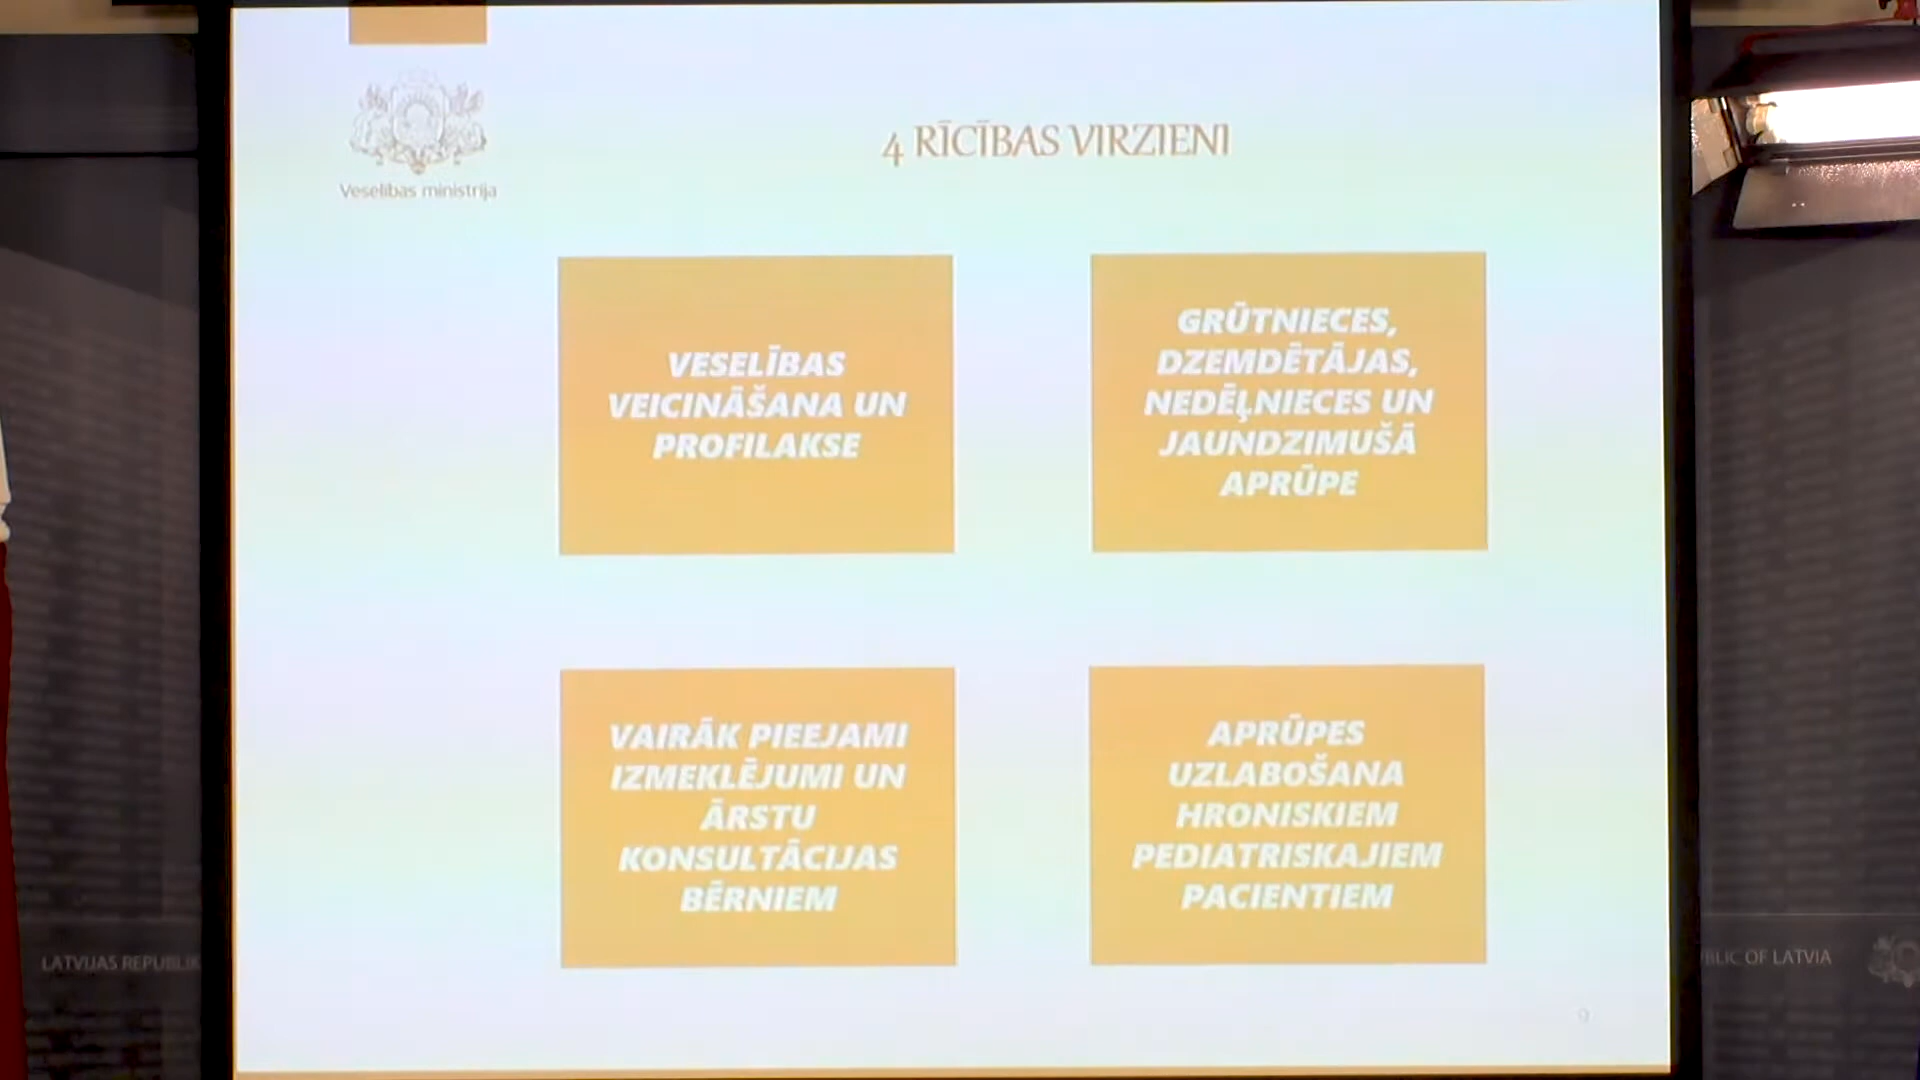 4 RĪCĪBAS VIRZIENI
Veselības ministrija
VESELĪBAS
VEICINĀŠANA UN
PROFILAKSE
GRŪTNIECES,
DZEMDĒTĀJAS,
NEDĒĻNIECES UN
JAUNDZIMUŠĀ
APRŪPE
VAIRĀK PIEEJAMI
IZMEKLĒJUMI UN
ĀRSTU
KONSULTĀCIJAS
BĒRNIEM
APRŪPES
UZLABOŠANA
HRONISKIEM
PEDIATRISKAJIEM
PACIENTIEM
9
LATVIJAS REPUBLIK
BLIC OF LATVIA